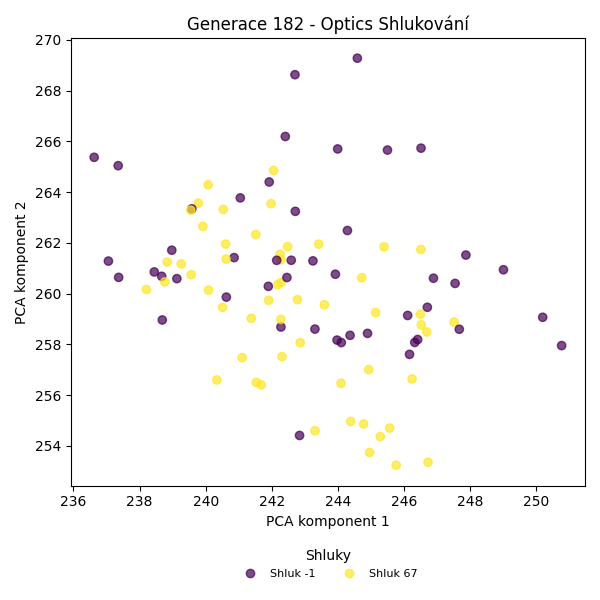 Generace 182 - Optics Shlukování
270
268
266
264
262
260
258
256
254
PCA komponent 2
236 238 240 242 244 246 248 250
PCA komponent 1
Shluky
Shluk -1 Shluk 67